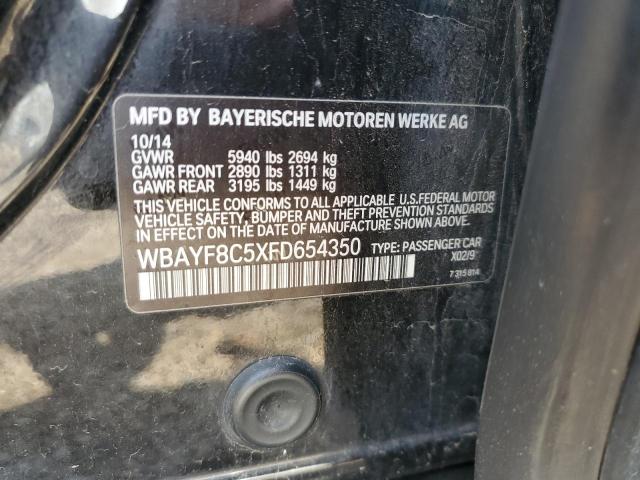 MFD BY BAYERISCHE MOTOREN WERKE AG
10/14
GVWR 5940 lbs 2694 kg
GAWR FRONT 2890 lbs 1311 kg
GAWR REAR 3195 lbs 1449 kg
THIS VEHICLE CONFORMS TO ALL APPLICABLE U.S.FEDERAL MOTOR
VEHICLE SAFETY, BUMPER AND THEFT PREVENTION STANDARDS
IN EFFECT ON THE DATE OF MANUFACTURE SHOWN ABOVE.
WBAYF8C5XFD654350 TYPE: PASSENGER CAR
X02/9
7315814